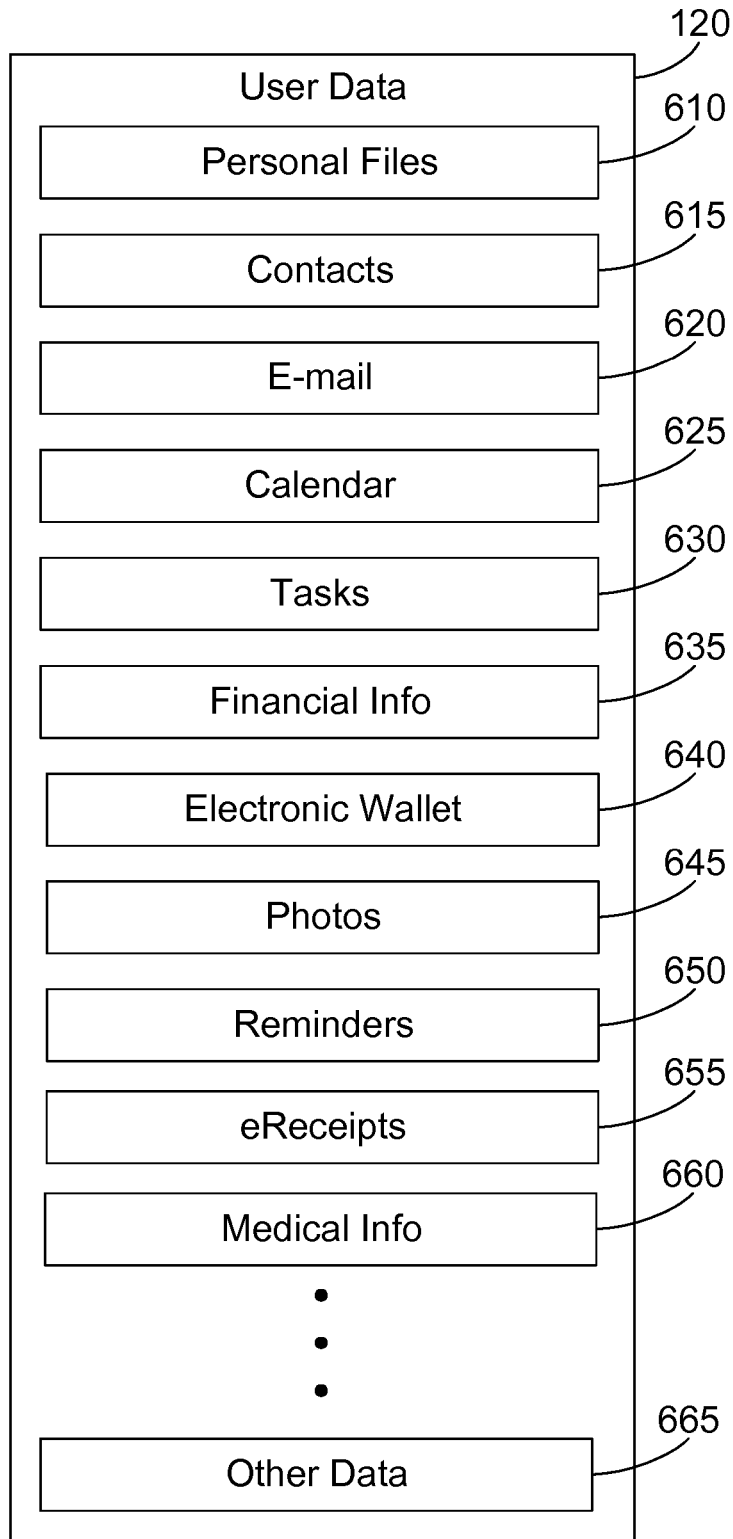 120
User Data
610
Personal Files
615
Contacts
620
E-mail
625
Calendar
630
Tasks
635
Financial Info
640
Electronic Wallet
645
Photos
650
Reminders
655
eReceipts
660
Medical Info
665
Other Data